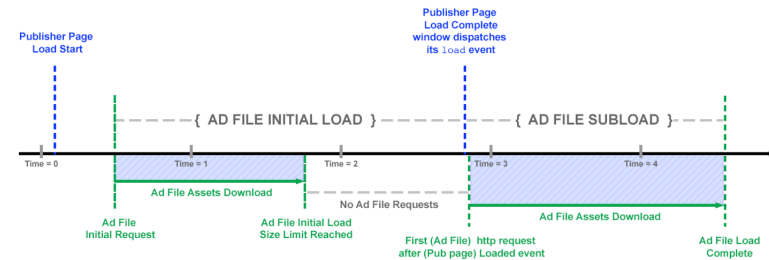 Publisher Page
Load Start
Publisher Page
Load Complete
window dispatches
its load event
{ AD FILE INITIAL LOAD }
{ AD FILE SUBLOAD }
Time = 0
Time = 1
Time = 2
Time = 3
Time = 4
Ad File Assets Download
No Ad File Requests
Ad File Assets Download
Ad File
Initial Request
Ad File Initial Load
Size Limit Reached
First (Ad File) http request
after (Pub page) Loaded event
Ad File Load
Complete